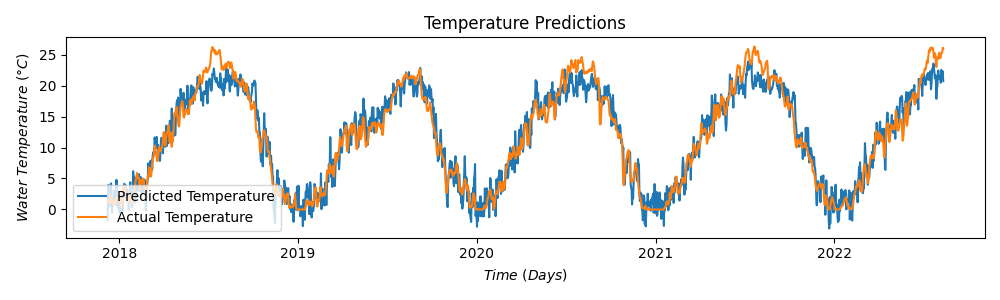 Temperature Predictions
Water Temperature (°C)
25
20
15
10
5
0
Predicted Temperature
Actual Temperature
2018 2019 2020 2021 2022
Time (Days)